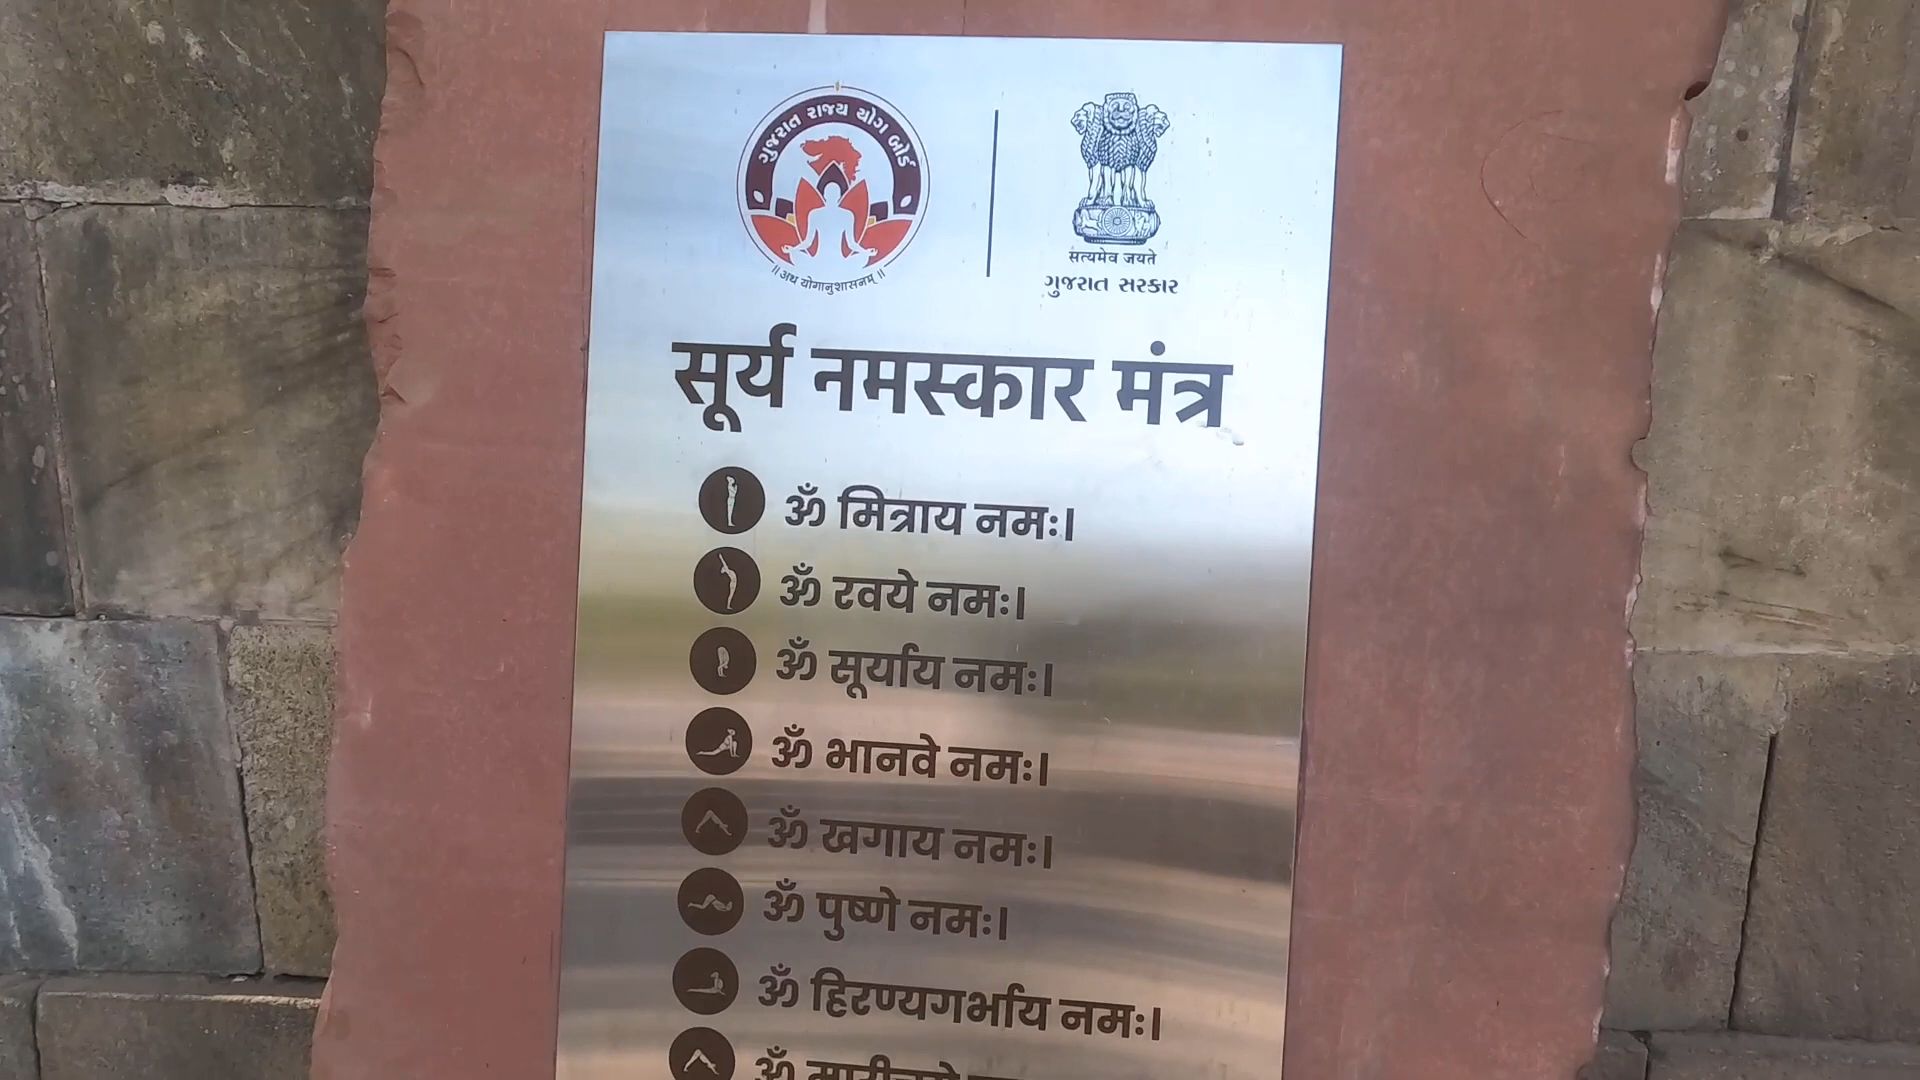 ગુજરાત રાજ્ય યોગ બોર્ડ
॥ अथ योगानुशासनम् ॥
सत्यमेव जयते
ગુજરાત સરકાર
सूर्य नमस्कार मंत्र
ॐ मित्राय नमः।
ॐ रवये नमः।
ॐ सूर्याय नमः।
ॐ भानवे नमः।
ॐ खगाय नमः।
ॐ पुष्णे नमः।
ॐ हिरण्यगर्भाय नमः।
ॐ